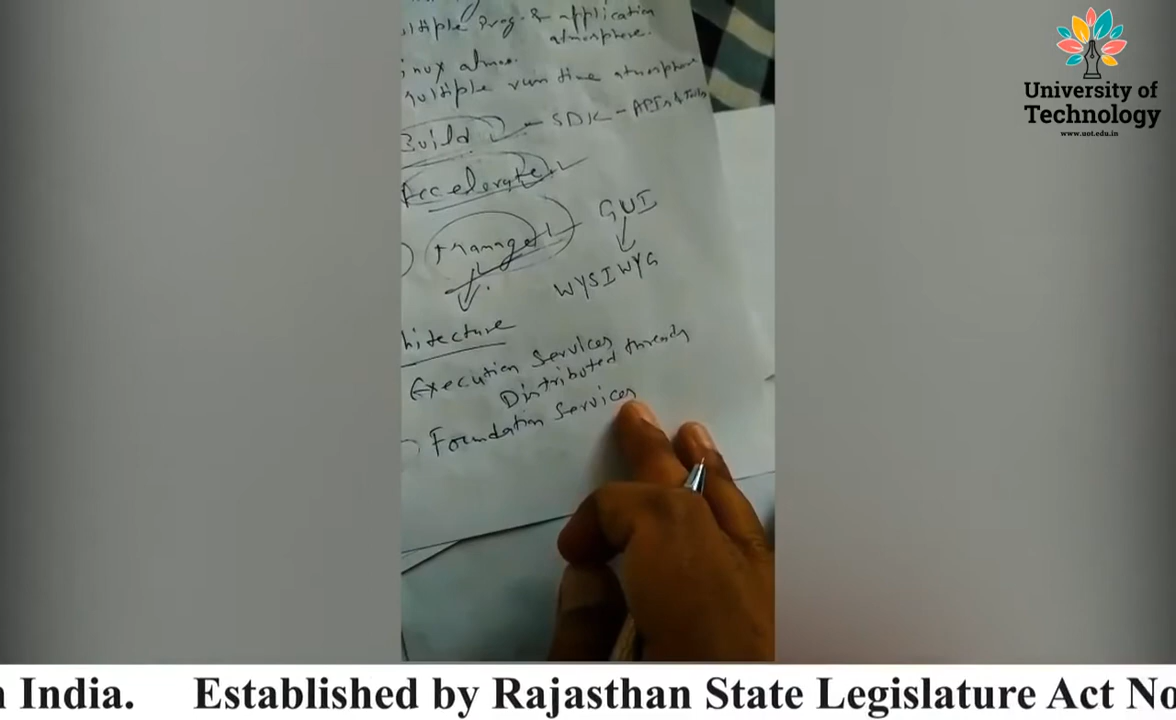 ultiple Prog. & application
atmosphere.
inux atmos.
multiple run time atmosphere
Build - SDK - APIs & Tools
Accelerate
Manage GUI
WYSIWYG
hitecture
Execution Services
Distributed threads
Foundation Services
University of
Technology
www.uot.edu.in
n India. Established by Rajasthan State Legislature Act No